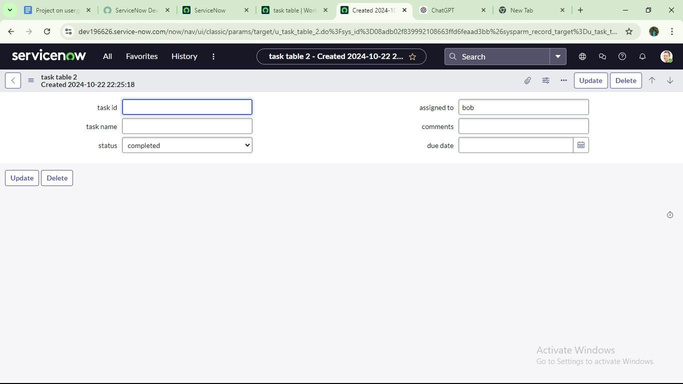 Project on user,
ServiceNow De
ServiceNow
task table | Wor
Created 2024-10
ChatGPT
New Tab
dev196626.service-now.com/now/nav/ui/classic/params/target/u_task_table_2.do%3Fsys_id%3D08adb02f839992108663ffd6feaad3bb%26sysparm_record_target%3Du_task_t...
servicenow
All Favorites History
task table 2 - Created 2024-10-22 2...
Search
task table 2
Created 2024-10-22 22:25:18
Update Delete
task id
assigned to bob
task name
comments
status completed
due date
Update Delete
Activate Windows
Go to Settings to activate Windows.